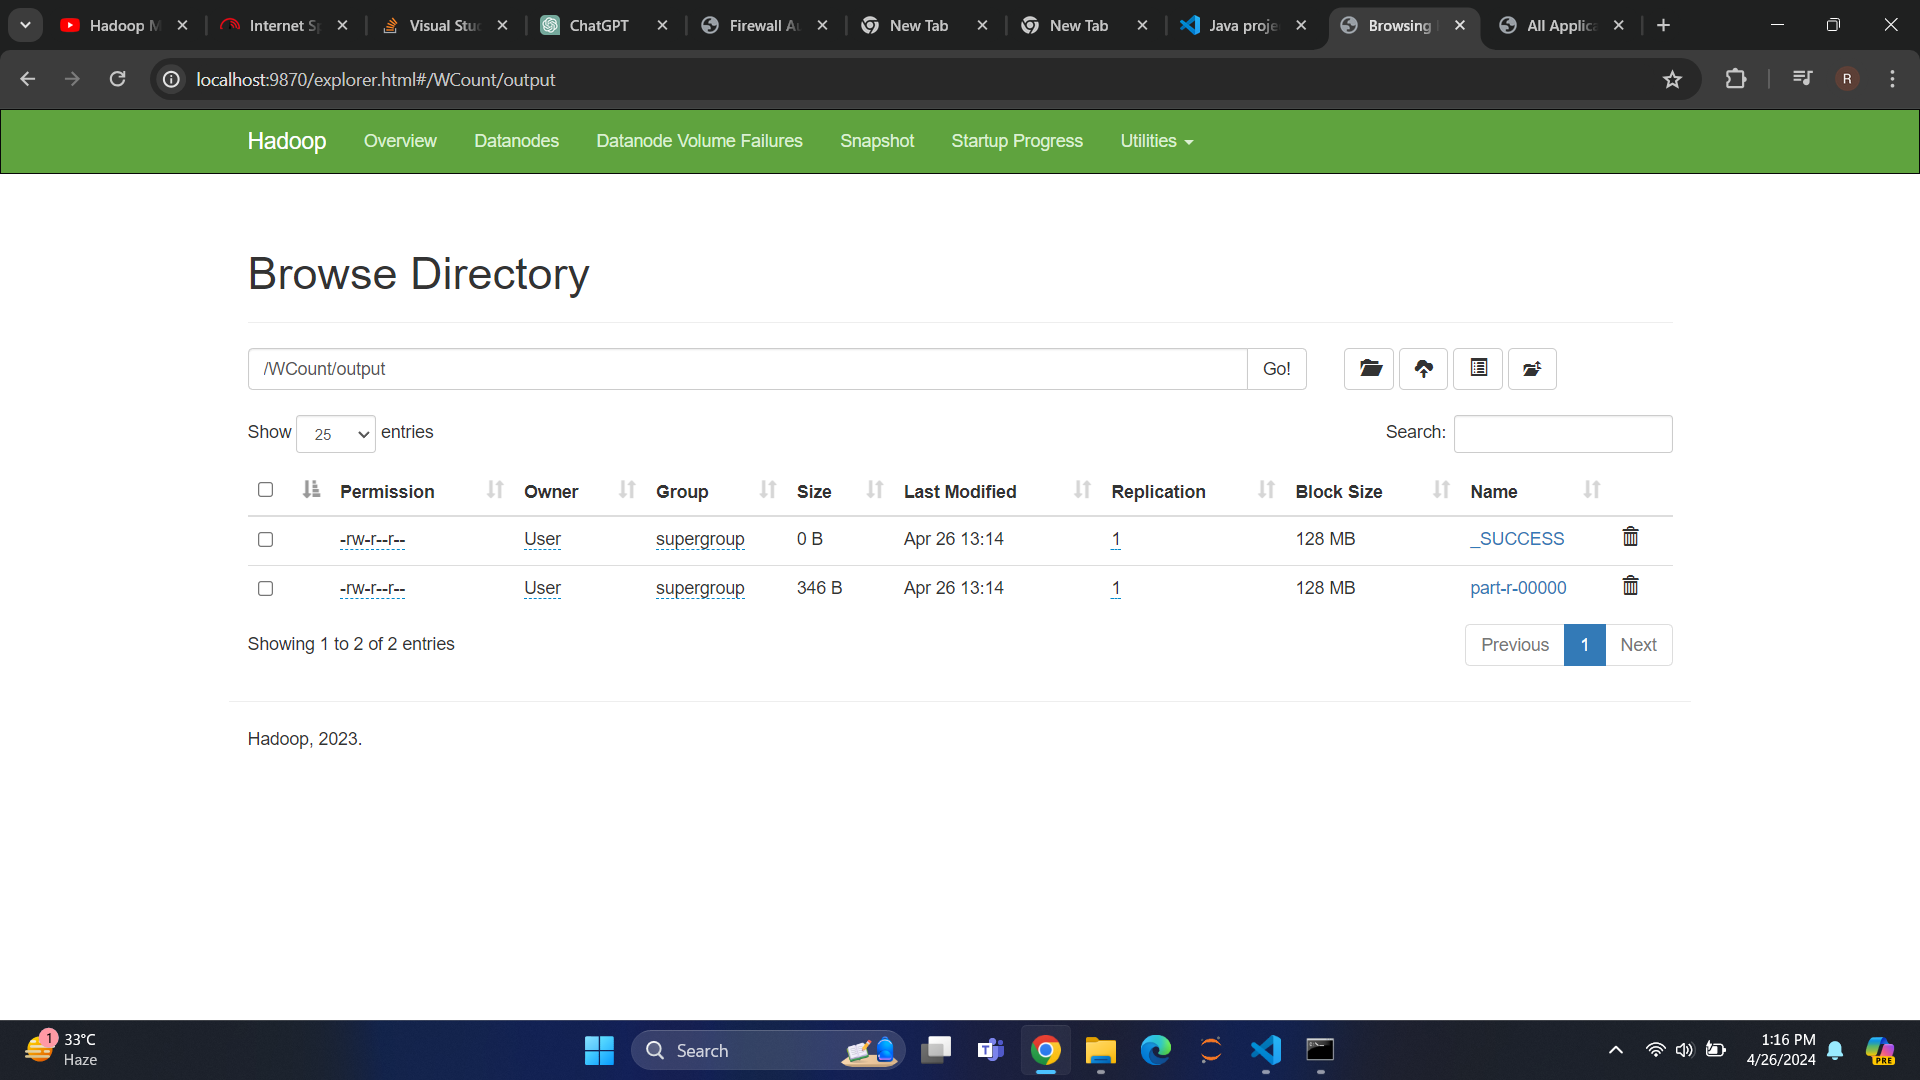 Hadoop M
Internet Sp
Visual Stu
ChatGPT
Firewall Au
New Tab
New Tab
Java proje
Browsing
All Applica
localhost:9870/explorer.html#/WCount/output
R
Hadoop Overview Datanodes Datanode Volume Failures Snapshot Startup Progress Utilities
Browse Directory
/WCount/output Go!
Show 25 entries Search:
Permission Owner Group Size Last Modified Replication Block Size Name
-rw-r--r-- User supergroup 0 B Apr 26 13:14 1 128 MB _SUCCESS
-rw-r--r-- User supergroup 346 B Apr 26 13:14 1 128 MB part-r-00000
Showing 1 to 2 of 2 entries Previous 1 Next
Hadoop, 2023.
1
33°C
Haze
Search
1:16 PM
4/26/2024
PRE